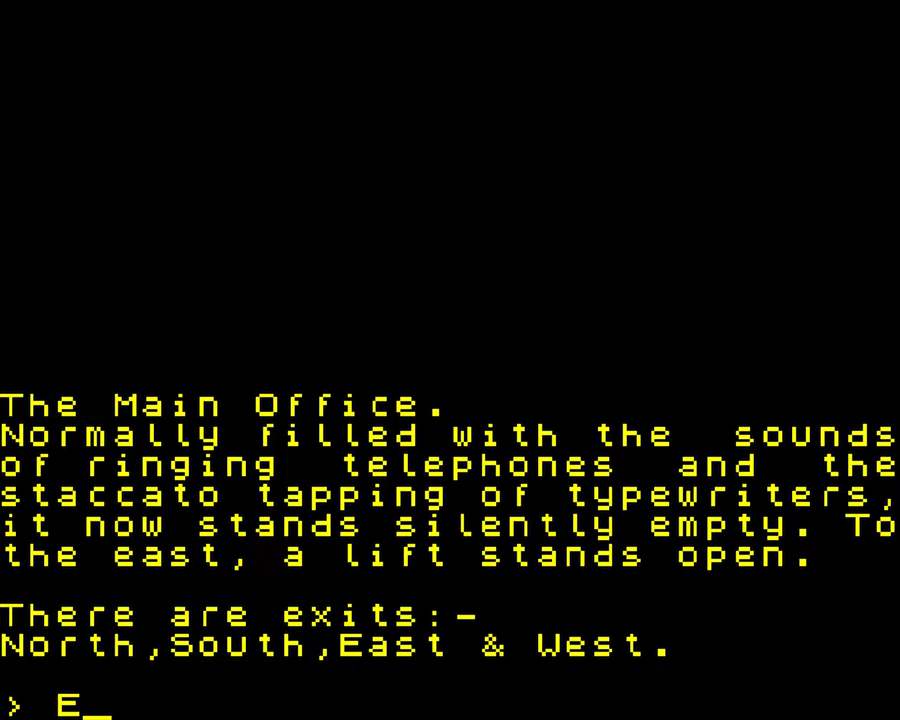 The Main Office.
Normally filled with the sounds
of ringing telephones and the
staccato tapping of typewriters,
it now stands silently empty. To
the east, a lift stands open.
There are exits:-
North,South,East & West.
> E_